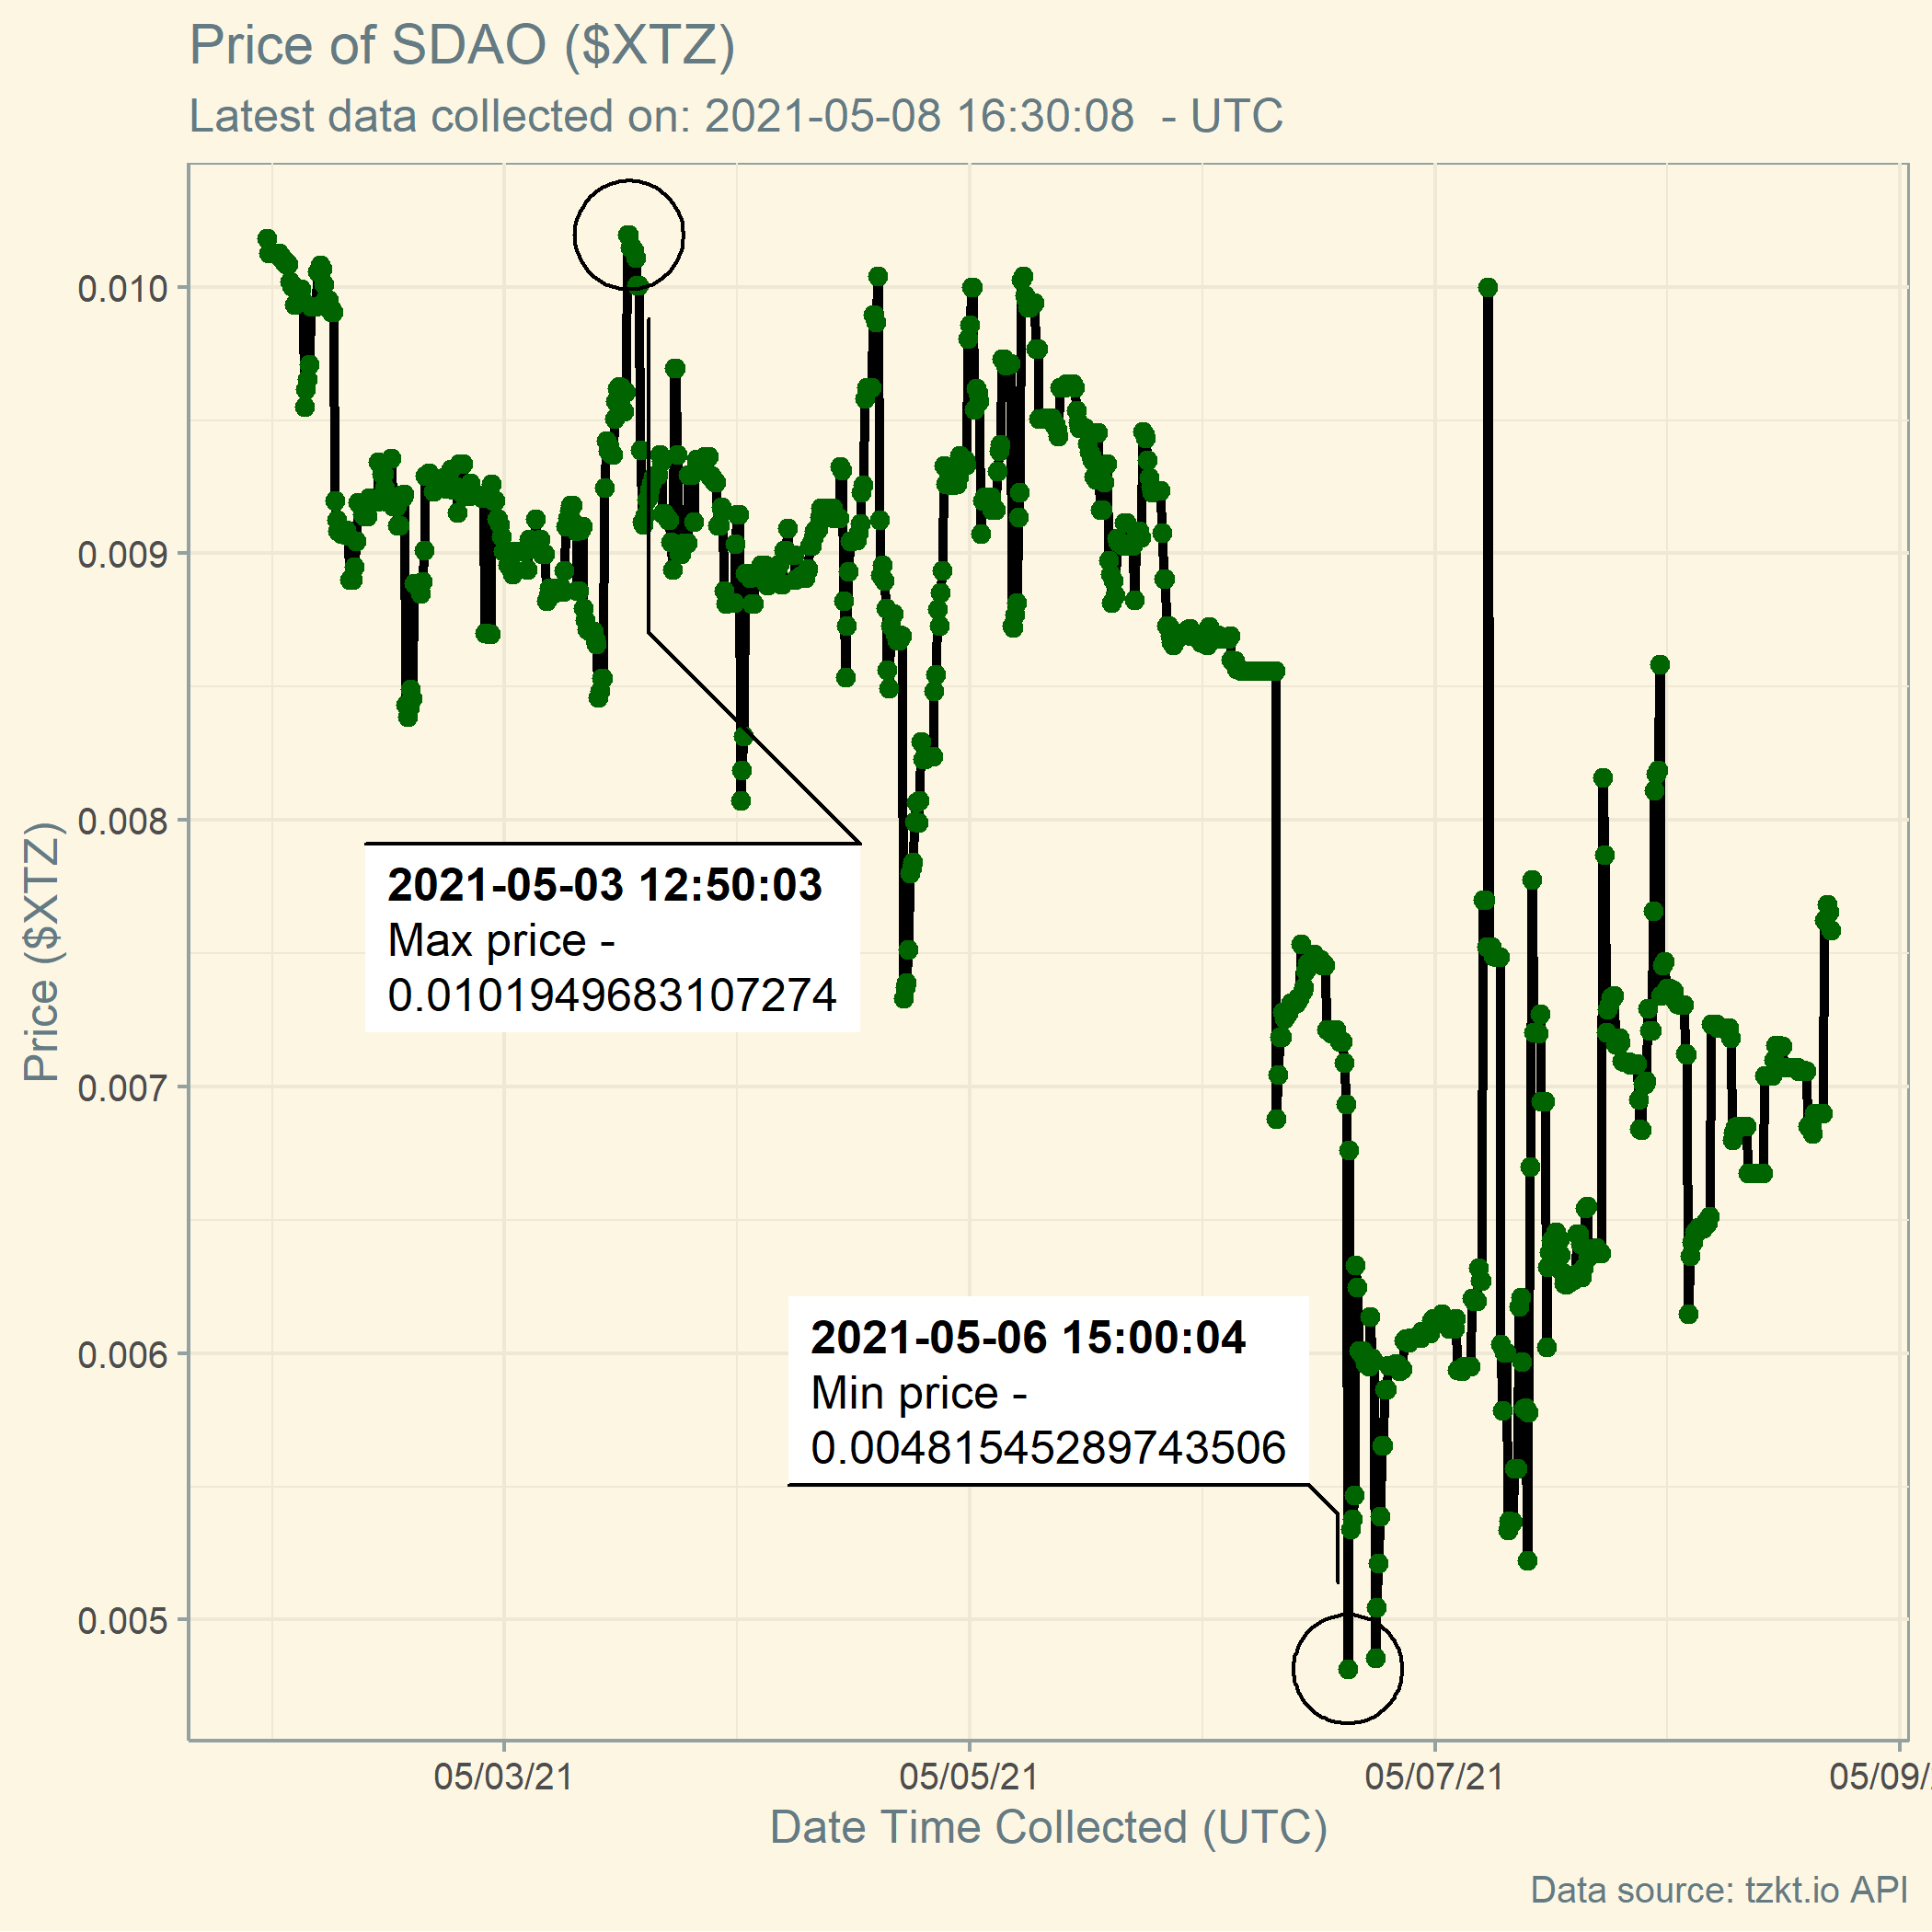 Price of SDAO ($XTZ)
Latest data collected on: 2021-05-08 16:30:08  - UTC
Price ($XTZ)
0.010
0.009
0.008
0.007
0.006
0.005
2021-05-03 12:50:03
Max price -
0.0101949683107274
2021-05-06 15:00:04
Min price -
0.00481545289743506
05/03/21
05/05/21
05/07/21
05/09/
Date Time Collected (UTC)
Data source: tzkt.io API